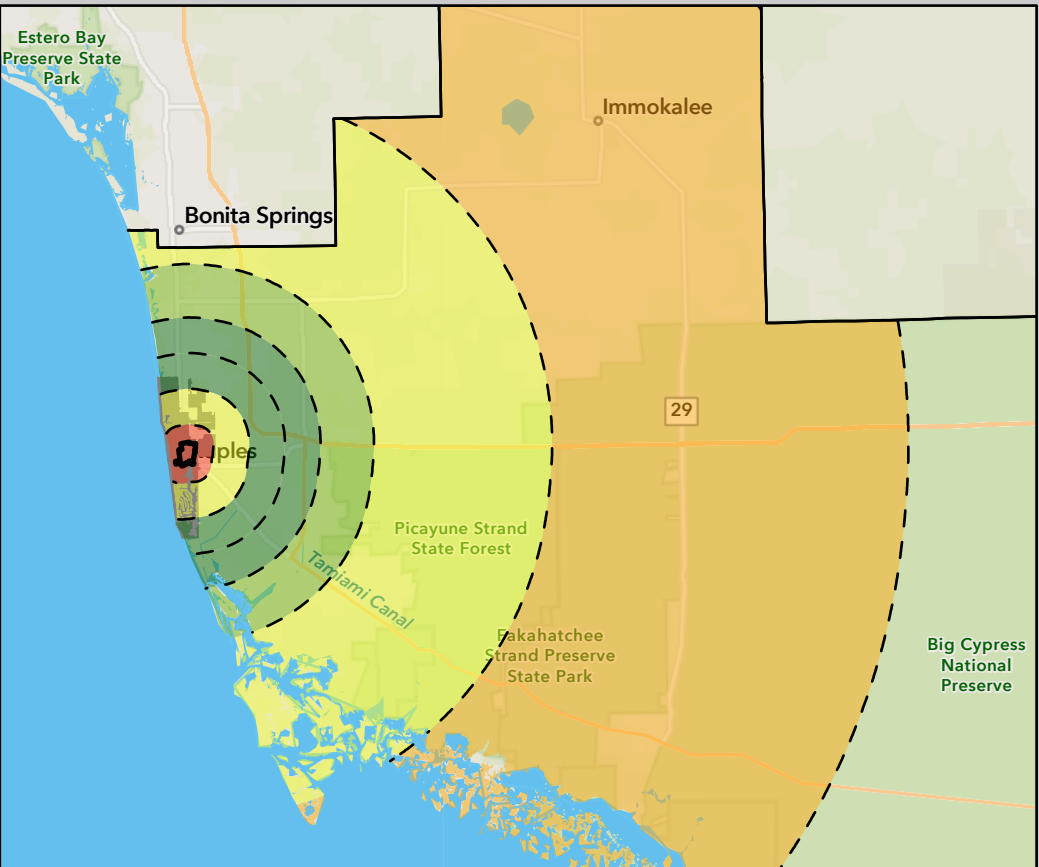 Estero Bay
Preserve State
Park
Immokalee
Bonita Springs
29
Picayune Strand
State Forest
Tamiami Canal
Fakahatchee
Strand Preserve
State Park
Big Cypress
National
Preserve